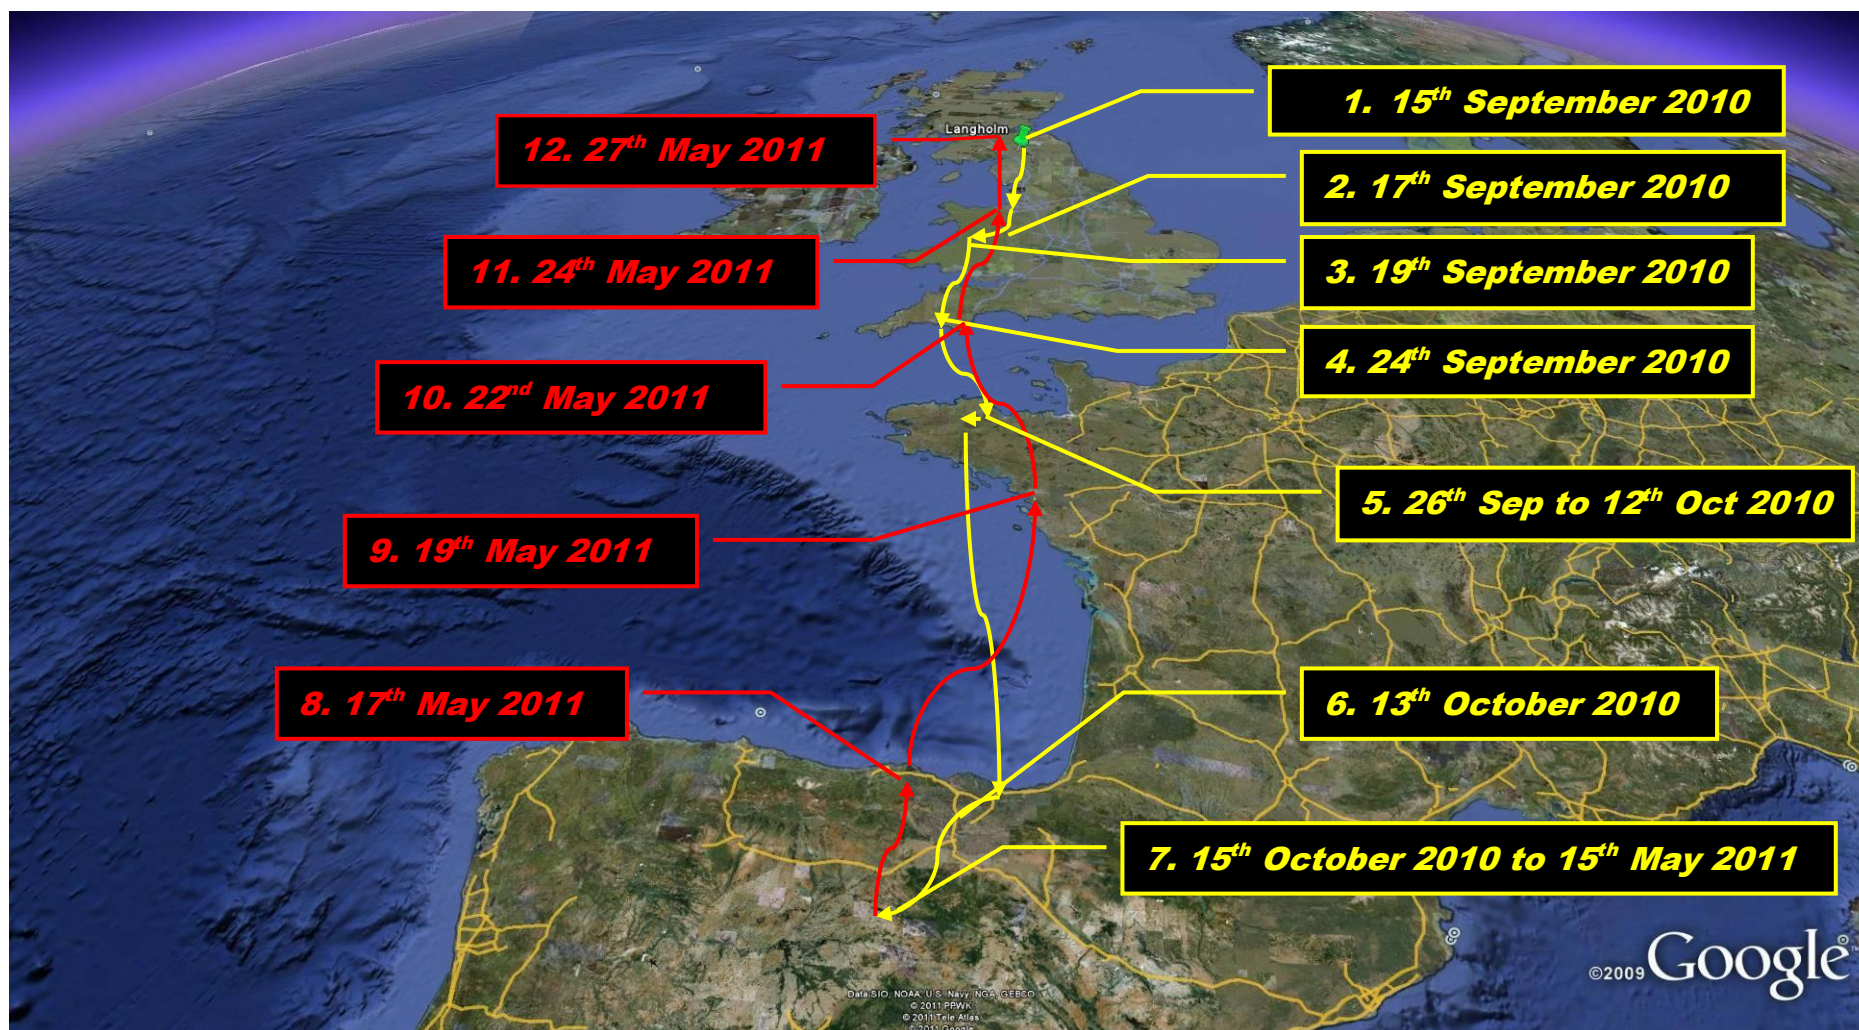 1. 15th September 2010
Langholm
12. 27th May 2011
2. 17th September 2010
11. 24th May 2011
3. 19th September 2010
4. 24th September 2010
10. 22nd May 2011
5. 26th Sep to 12th Oct 2010
9. 19th May 2011
8. 17th May 2011
6. 13th October 2010
7. 15th October 2010 to 15th May 2011
©2009 Google
Data SIO, NOAA, U.S. Navy, NGA, GEBCO
© 2011 PPWK
© 2011 Tele Atlas
© 2011 Google